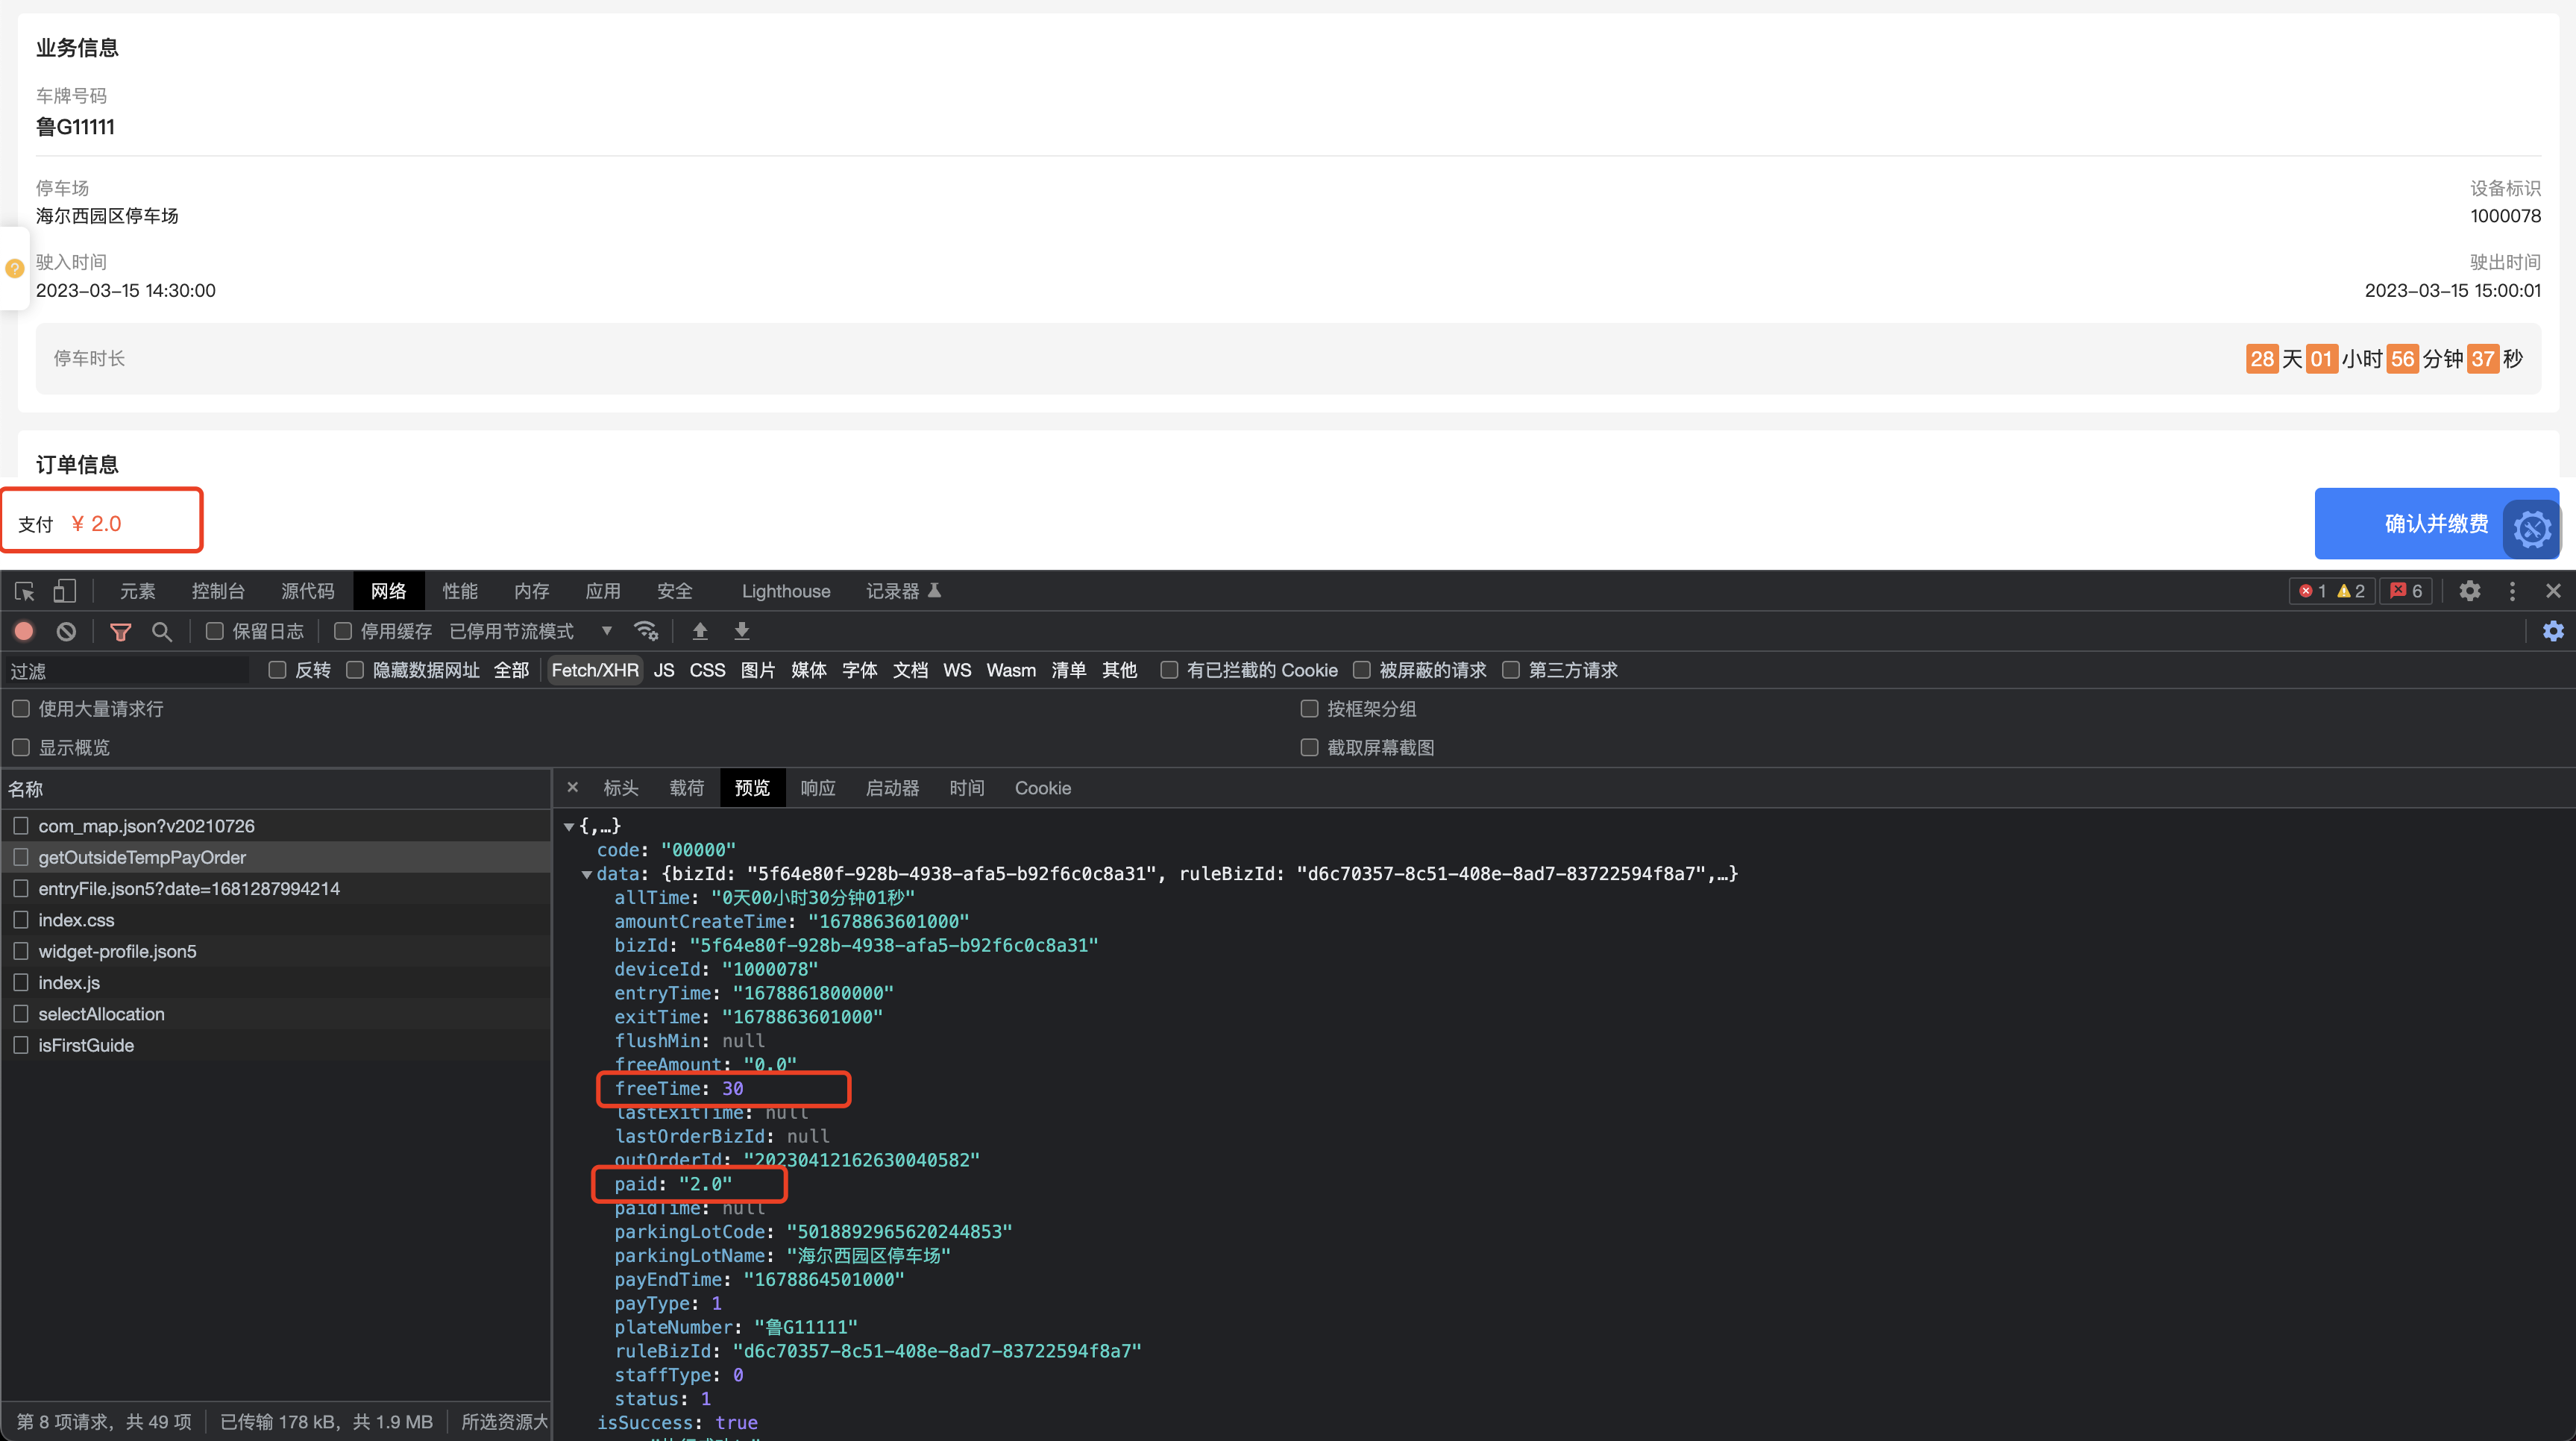 业务信息
车牌号码
鲁G11111
停车场 设备标识
海尔西园区停车场 1000078
驶入时间 驶出时间
2023-03-15 14:30:00 2023-03-15 15:00:01
停车时长 28天01小时56分钟37秒
订单信息
支付 ¥ 2.0 确认并缴费
元素 控制台 源代码 网络 性能 内存 应用 安全 Lighthouse 记录器 1 2 6
保留日志 停用缓存 已停用节流模式
过滤 反转 隐藏数据网址 全部 Fetch/XHR JS CSS 图片 媒体 字体 文档 WS Wasm 清单 其他 有已拦截的 Cookie 被屏蔽的请求 第三方请求
使用大量请求行 按框架分组
显示概览 截取屏幕截图
名称 × 标头 载荷 预览 响应 启动器 时间 Cookie
com_map.json?v20210726
getOutsideTempPayOrder
entryFile.json5?date=1681287994214
index.css
widget-profile.json5
index.js
selectAllocation
isFirstGuide
{,…}
code: "00000"
data: {bizId: "5f64e80f-928b-4938-afa5-b92f6c0c8a31", ruleBizId: "d6c70357-8c51-408e-8ad7-83722594f8a7",…}
allTime: "0天00小时30分钟01秒"
amountCreateTime: "1678863601000"
bizId: "5f64e80f-928b-4938-afa5-b92f6c0c8a31"
deviceId: "1000078"
entryTime: "1678861800000"
exitTime: "1678863601000"
flushMin: null
freeAmount: "0.0"
freeTime: 30
lastExitTime: null
lastOrderBizId: null
outOrderId: "20230412162630040582"
paid: "2.0"
paidTime: null
parkingLotCode: "5018892965620244853"
parkingLotName: "海尔西园区停车场"
payEndTime: "1678864501000"
payType: 1
plateNumber: "鲁G11111"
ruleBizId: "d6c70357-8c51-408e-8ad7-83722594f8a7"
staffType: 0
status: 1
isSuccess: true
第 8 项请求，共 49 项 已传输 178 kB，共 1.9 MB 所选资源大